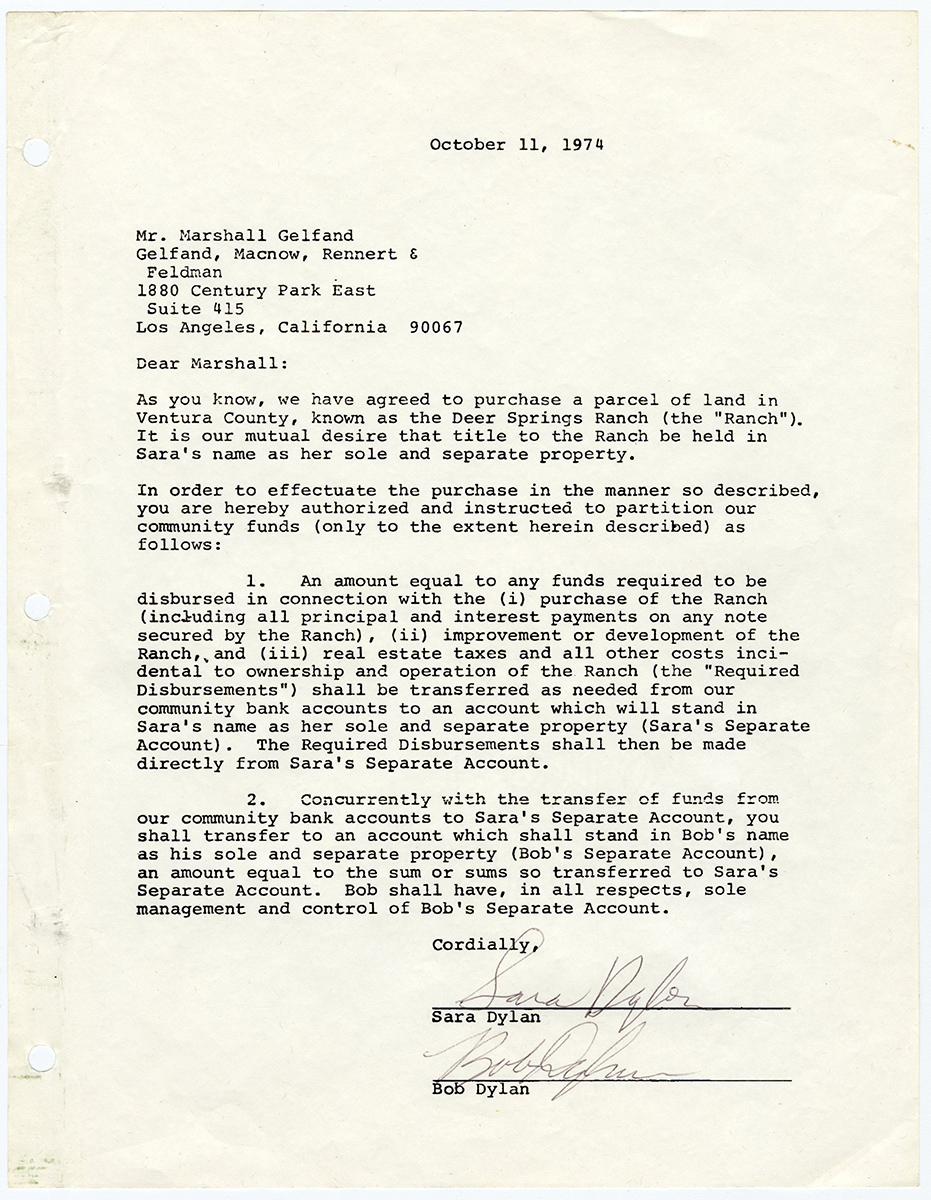 October 11, 1974
Mr. Marshall Gelfand
Gelfand, Macnow, Rennert &
Feldman
1880 Century Park East
Suite 415
Los Angeles, California 90067
Dear Marshall:
As you know, we have agreed to purchase a parcel of land in
Ventura County, known as the Deer Springs Ranch (the "Ranch").
It is our mutual desire that title to the Ranch be held in
Sara's name as her sole and separate property.
In order to effectuate the purchase in the manner so described,
you are hereby authorized and instructed to partition our
community funds (only to the extent herein described) as
follows:
1. An amount equal to any funds required to be
disbursed in connection with the (i) purchase of the Ranch
(including all principal and interest payments on any note
secured by the Ranch), (ii) improvement or development of the
Ranch, and (iii) real estate taxes and all other costs inci-
dental to ownership and operation of the Ranch (the "Required
Disbursements") shall be transferred as needed from our
community bank accounts to an account which will stand in
Sara's name as her sole and separate property (Sara's Separate
Account). The Required Disbursements shall then be made
directly from Sara's Separate Account.
2. Concurrently with the transfer of funds from
our community bank accounts to Sara's Separate Account, you
shall transfer to an account which shall stand in Bob's name
as his sole and separate property (Bob's Separate Account),
an amount equal to the sum or sums so transferred to Sara's
Separate Account. Bob shall have, in all respects, sole
management and control of Bob's Separate Account.
Cordially,
Sara Dylan
Sara Dylan
Bob Dylan
Bob Dylan